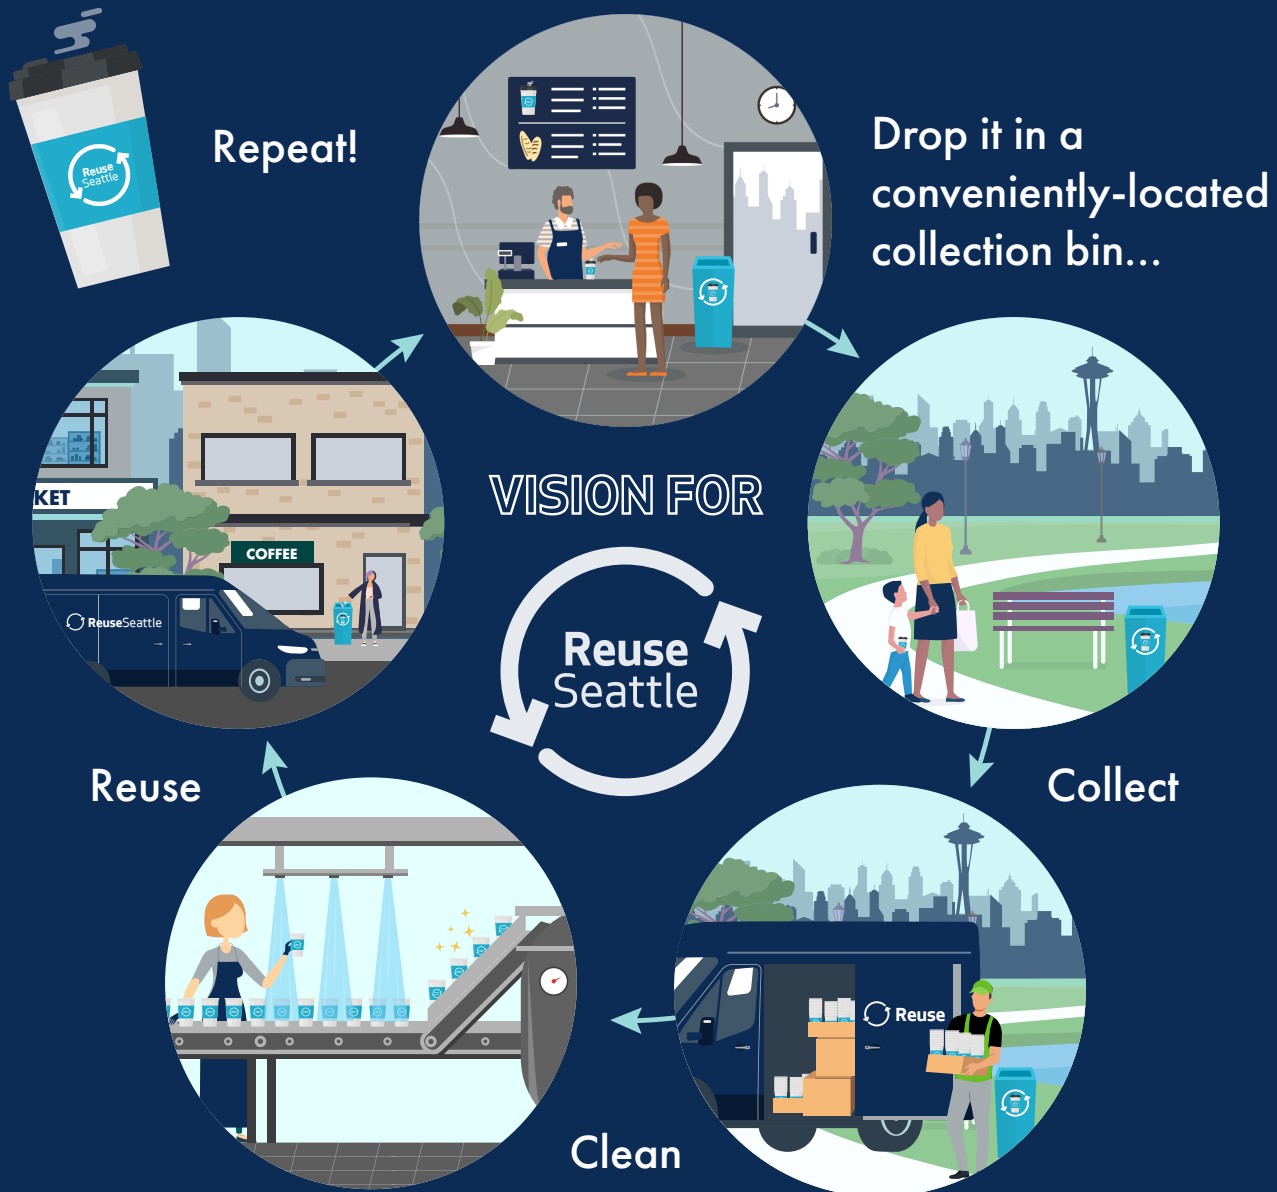 Repeat!
Drop it in a
conveniently-located
collection bin...
Reuse
Seattle
VISION FOR
Reuse
Seattle
KET
COFFEE
ReuseSeattle
Reuse
Collect
Reuse
Clean